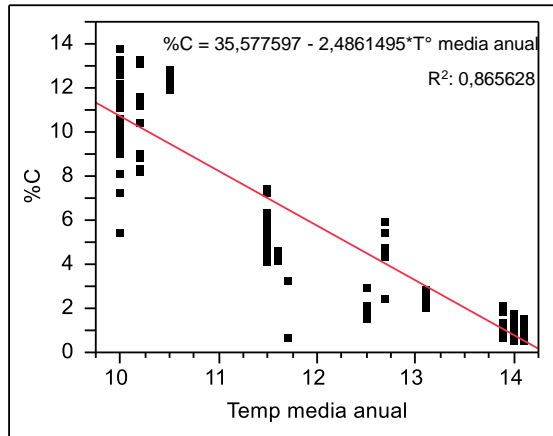 %C = 35,577597 - 2,4861495*T° media anual
R²: 0,865628
14
12
10
8
6
4
2
0
%C
10 11 12 13 14
Temp media anual